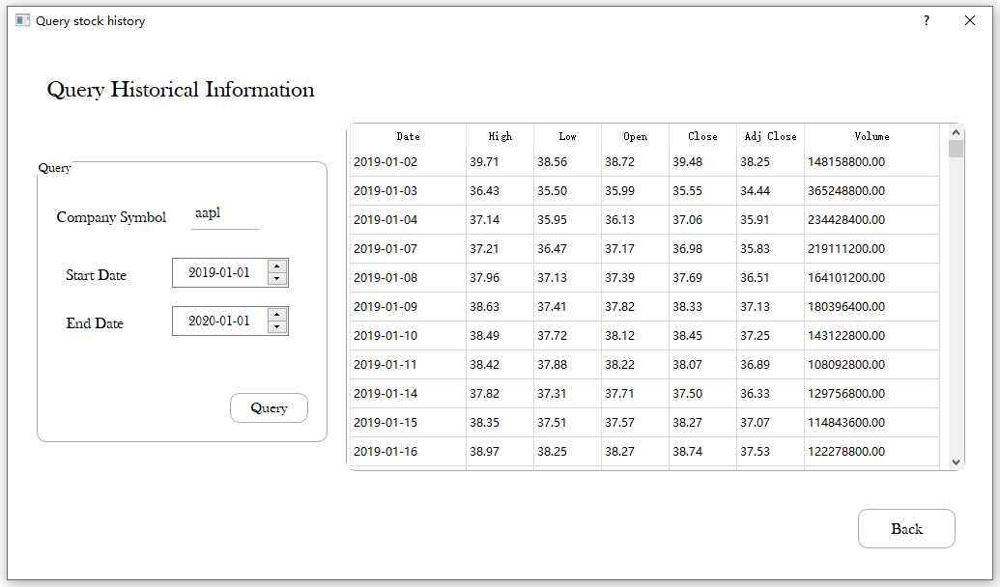 Query stock history ?
Query Historical Information
Query
Company Symbol aapl
Start Date 2019-01-01
End Date 2020-01-01
Query
Date High Low Open Close Adj Close Volume
2019-01-02 39.71 38.56 38.72 39.48 38.25 148158800.00
2019-01-03 36.43 35.50 35.99 35.55 34.44 365248800.00
2019-01-04 37.14 35.95 36.13 37.06 35.91 234428400.00
2019-01-07 37.21 36.47 37.17 36.98 35.83 219111200.00
2019-01-08 37.96 37.13 37.39 37.69 36.51 164101200.00
2019-01-09 38.63 37.41 37.82 38.33 37.13 180396400.00
2019-01-10 38.49 37.72 38.12 38.45 37.25 143122800.00
2019-01-11 38.42 37.88 38.22 38.07 36.89 108092800.00
2019-01-14 37.82 37.31 37.71 37.50 36.33 129756800.00
2019-01-15 38.35 37.51 37.57 38.27 37.07 114843600.00
2019-01-16 38.97 38.25 38.27 38.74 37.53 122278800.00
Back